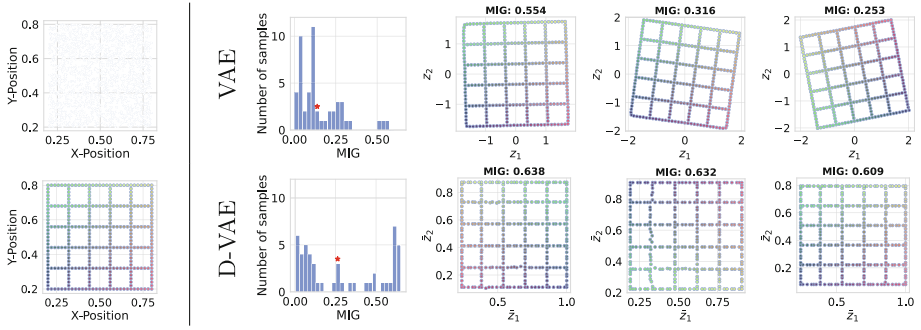 Y-Position
0.8
0.6
0.4
0.2
0.25 0.50 0.75
X-Position
Y-Position
0.8
0.6
0.4
0.2
0.25 0.50 0.75
X-Position
VAE
Number of samples
10
5
0
0.00 0.25 0.50
MIG
MIG: 0.554
z₂
1
0
−1
−1 0 1
z₁
MIG: 0.316
2
1
0
−1
−2
−2 0 2
z₁
MIG: 0.253
2
1
0
−1
−2
−2 0 2
z₁
D-VAE
Number of samples
10
5
0
0.00 0.25 0.50
MIG
MIG: 0.638
z̄₂
0.8
0.6
0.4
0.2
0.5 1.0
z̄₁
MIG: 0.632
z̄₂
0.8
0.6
0.4
0.2
0.25 0.50 0.75
z̄₁
MIG: 0.609
z̄₂
0.8
0.6
0.4
0.2
0.5 1.0
z̄₁